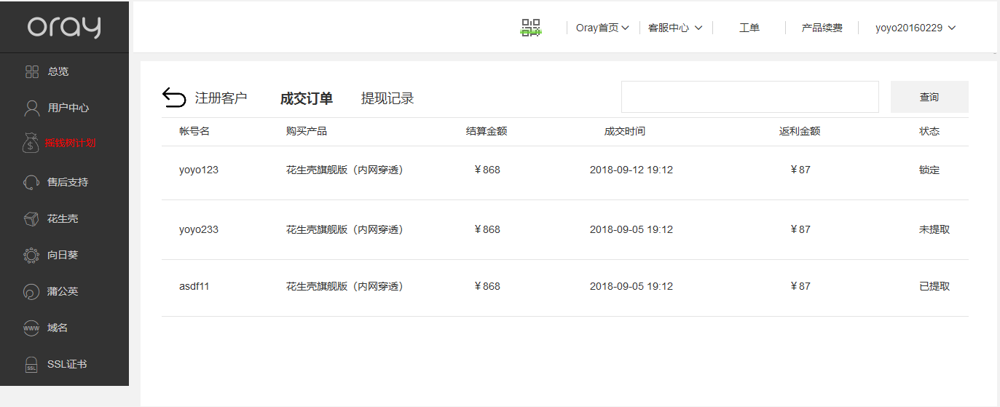 oray
Oray首页 客服中心 工单 产品续费 yoyo20160229
总览
用户中心
$ 摇钱树计划
售后支持
花生壳
向日葵
蒲公英
WWW 域名
SSL SSL证书
注册客户 成交订单 提现记录 查询
帐号名 购买产品 结算金额 成交时间 返利金额 状态
yoyo123 花生壳旗舰版（内网穿透） ￥868 2018-09-12 19:12 ￥87 锁定
yoyo233 花生壳旗舰版（内网穿透） ￥868 2018-09-05 19:12 ￥87 未提取
asdf11 花生壳旗舰版（内网穿透） ￥868 2018-09-05 19:12 ￥87 已提取